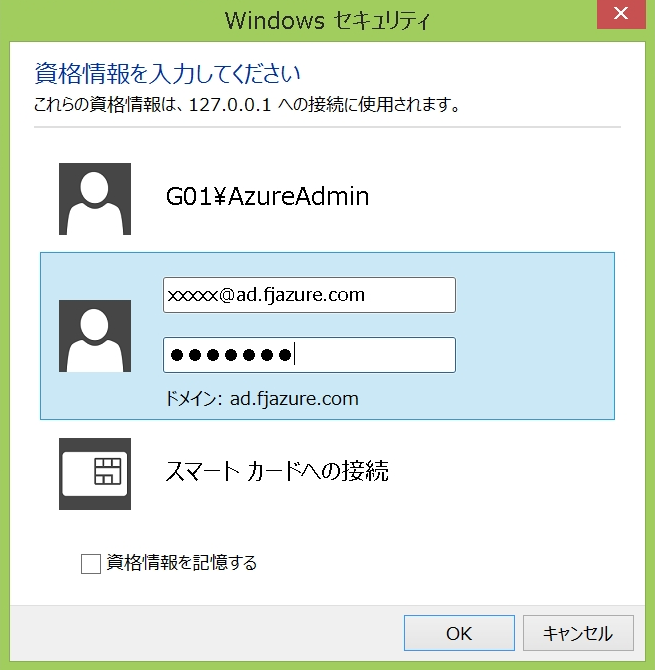 Windows セキュリティ
資格情報を入力してください
これらの資格情報は、127.0.0.1 への接続に使用されます。
G01¥AzureAdmin
xxxxx@ad.fjazure.com
●●●●●●●
ドメイン: ad.fjazure.com
スマート カードへの接続
資格情報を記憶する
OK
キャンセル